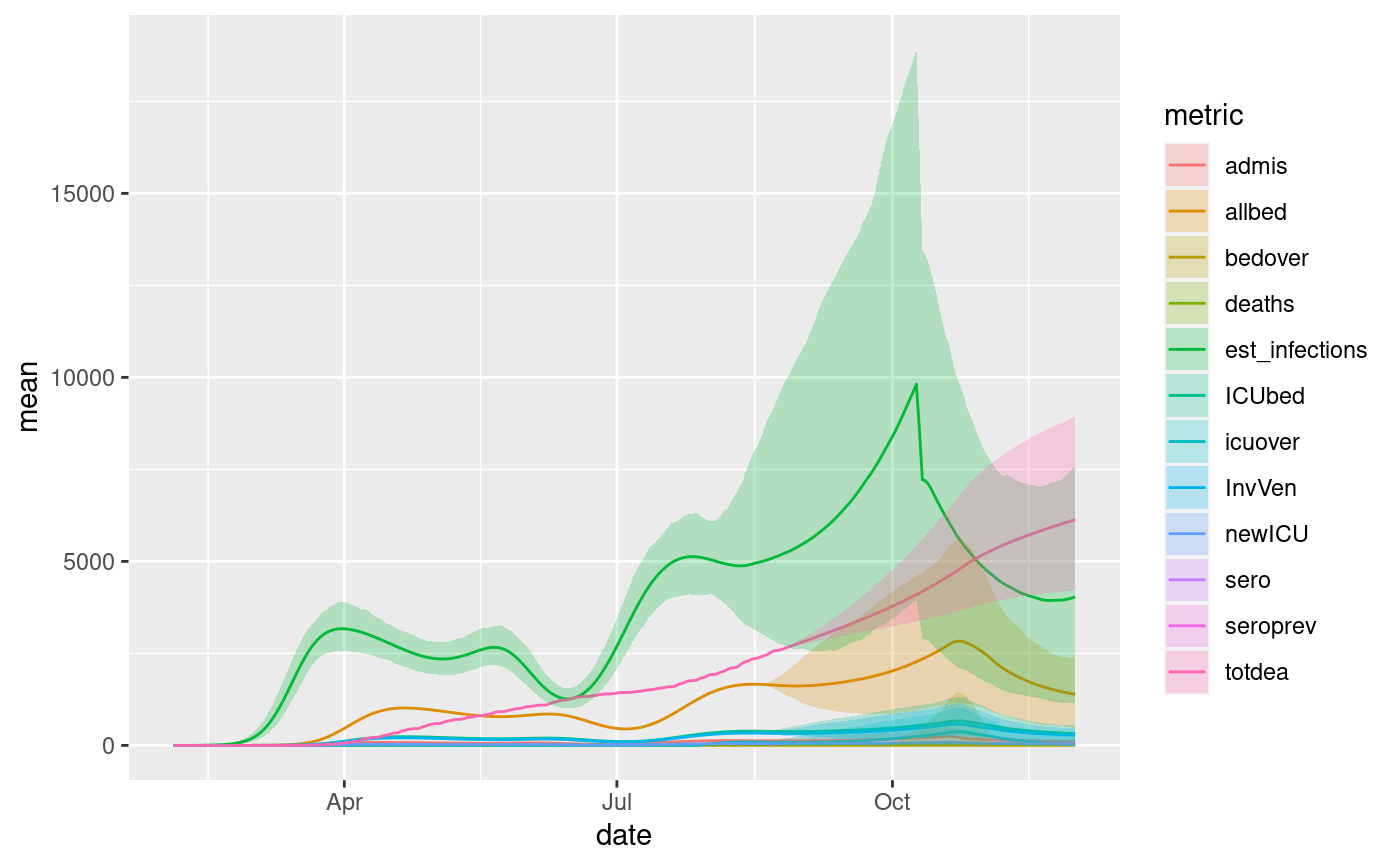 mean
15000
10000
5000
0
Apr
Jul
Oct
date
metric
admis
allbed
bedover
deaths
est_infections
ICUbed
icuover
InvVen
newICU
sero
seroprev
totdea